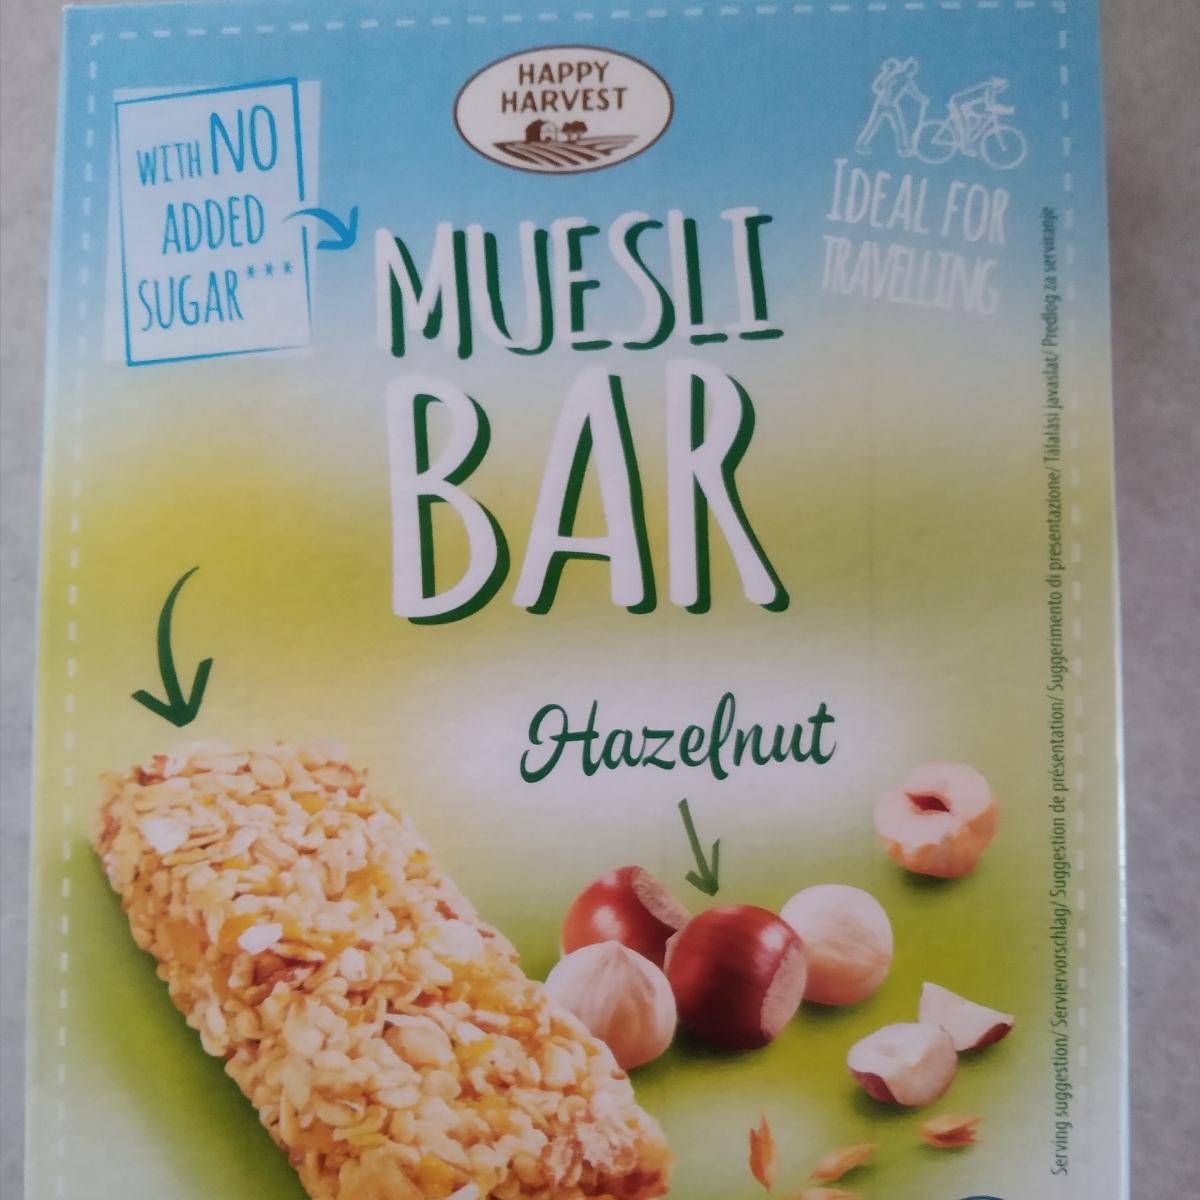 HAPPY
HARVEST
WITH NO
ADDED
SUGAR***
IDEAL FOR
TRAVELLING
MUESLI
BAR
Hazelnut
Serving suggestion/ Serviervorschlag/ Suggestion de présentation/ Suggerimento di presentazione/ Tálalási javaslat/ Predlog za serviranje